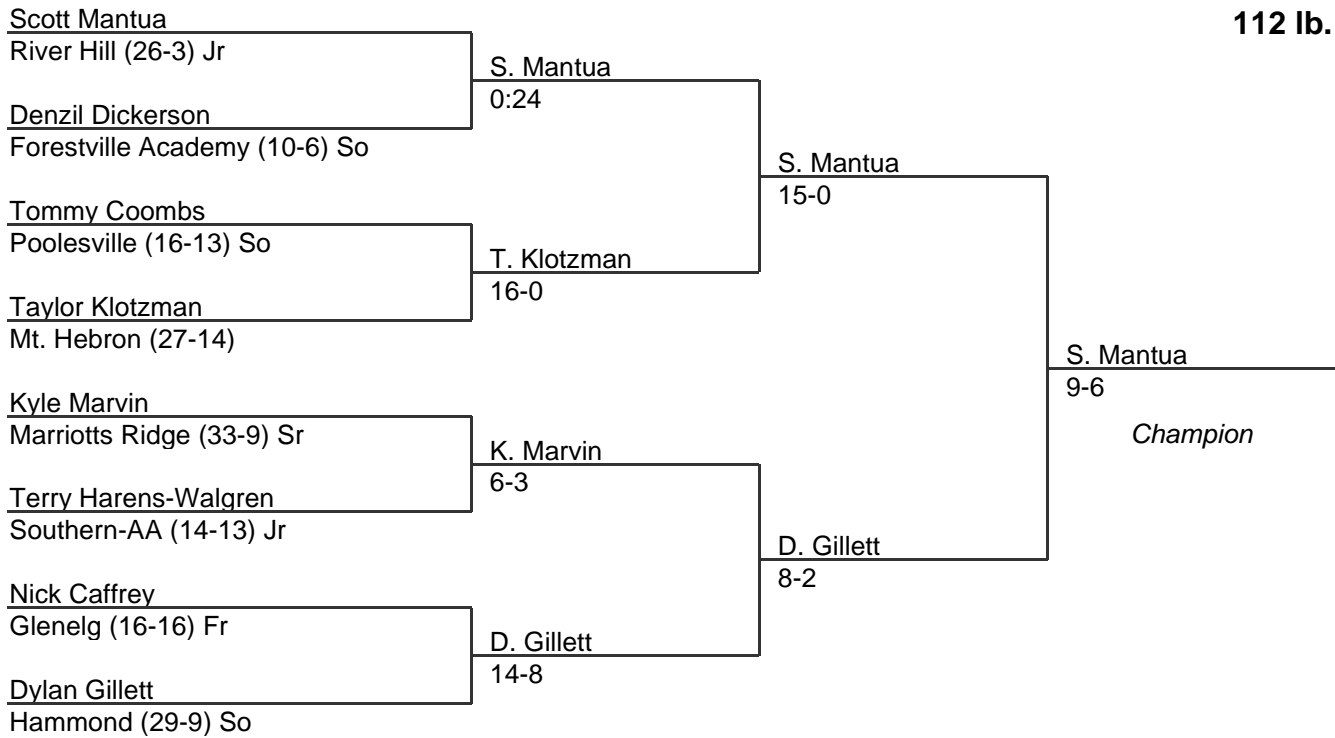 112 lb.
Scott Mantua
River Hill (26-3) Jr
S. Mantua
0:24
Denzil Dickerson
Forestville Academy (10-6) So
S. Mantua
15-0
Tommy Coombs
Poolesville (16-13) So
T. Klotzman
16-0
Taylor Klotzman
Mt. Hebron (27-14)
S. Mantua
9-6
Champion
Kyle Marvin
Marriotts Ridge (33-9) Sr
K. Marvin
6-3
Terry Harens-Walgren
Southern-AA (14-13) Jr
D. Gillett
8-2
Nick Caffrey
Glenelg (16-16) Fr
D. Gillett
14-8
Dylan Gillett
Hammond (29-9) So